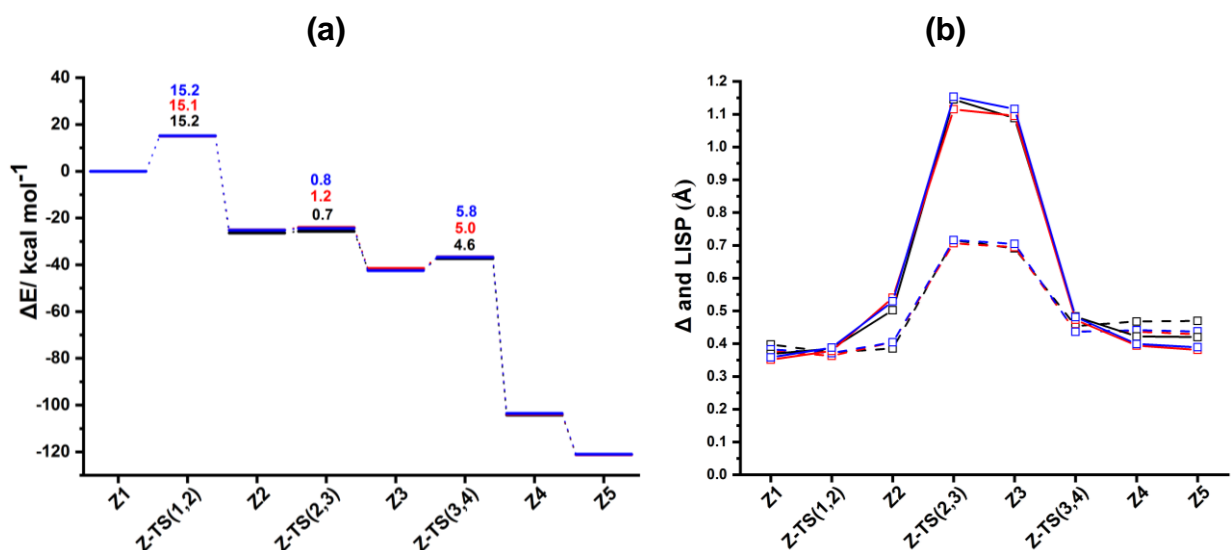 (a)
ΔE/ kcal mol⁻¹
40
20
0
-20
-40
-60
-80
-100
-120
15.2
15.1
15.2
0.8
1.2
0.7
5.8
5.0
4.6
Z1
Z-TS(1,2)
Z2
Z-TS(2,3)
Z3
Z-TS(3,4)
Z4
Z5
(b)
Δ and LISP (Å)
1.2
1.1
1.0
0.9
0.8
0.7
0.6
0.5
0.4
0.3
0.2
0.1
0.0
Z1
Z-TS(1,2)
Z2
Z-TS(2,3)
Z3
Z-TS(3,4)
Z4
Z5